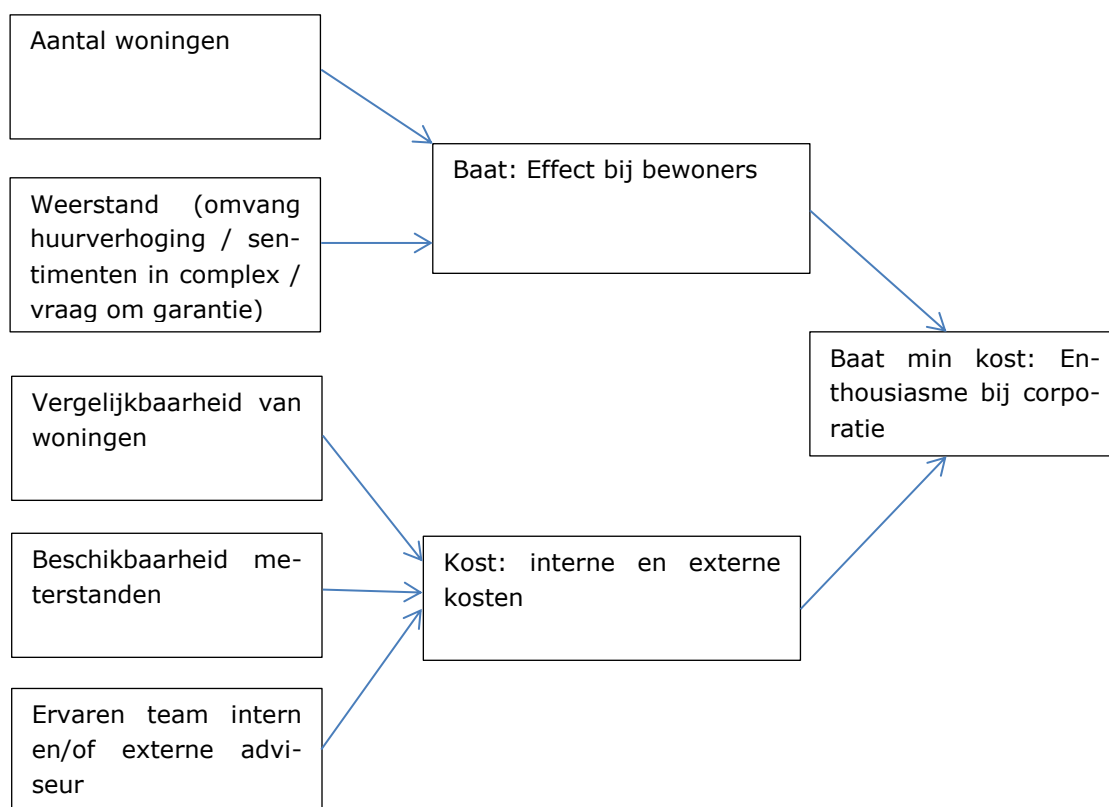 Aantal woningen
Weerstand (omvang
huurverhoging / sen-
timenten in complex /
vraag om garantie)
Vergelijkbaarheid van
woningen
Beschikbaarheid me-
terstanden
Ervaren team intern
en/of externe advi-
seur
Baat: Effect bij bewoners
Kost: interne en externe
kosten
Baat min kost: En-
thousiasme bij corpo-
ratie